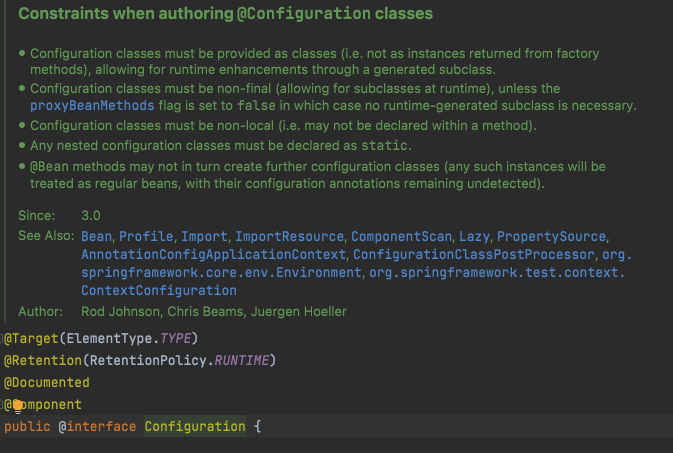 Constraints when authoring @Configuration classes
• Configuration classes must be provided as classes (i.e. not as instances returned from factory
methods), allowing for runtime enhancements through a generated subclass.
• Configuration classes must be non-final (allowing for subclasses at runtime), unless the
proxyBeanMethods flag is set to false in which case no runtime-generated subclass is necessary.
• Configuration classes must be non-local (i.e. may not be declared within a method).
• Any nested configuration classes must be declared as static.
• @Bean methods may not in turn create further configuration classes (any such instances will be
treated as regular beans, with their configuration annotations remaining undetected).
Since: 3.0
See Also: Bean, Profile, Import, ImportResource, ComponentScan, Lazy, PropertySource,
AnnotationConfigApplicationContext, ConfigurationClassPostProcessor, org.
springframework.core.env.Environment, org.springframework.test.context.
ContextConfiguration
Author: Rod Johnson, Chris Beams, Juergen Hoeller
@Target(ElementType.TYPE)
@Retention(RetentionPolicy.RUNTIME)
@Documented
@Component
public @interface Configuration {